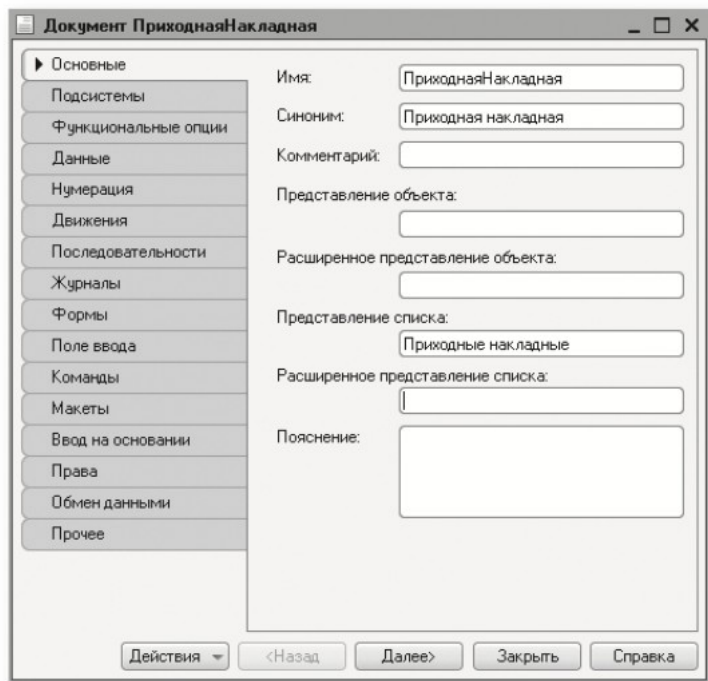 Документ ПриходнаяНакладная
Основные
Подсистемы
Функциональные опции
Данные
Нумерация
Движения
Последовательности
Журналы
Формы
Поле ввода
Команды
Макеты
Ввод на основании
Права
Обмен данными
Прочее
Имя: ПриходнаяНакладная
Синоним: Приходная накладная
Комментарий:
Представление объекта:
Расширенное представление объекта:
Представление списка:
Приходные накладные
Расширенное представление списка:
Пояснение:
Действия <Назад Далее> Закрыть Справка